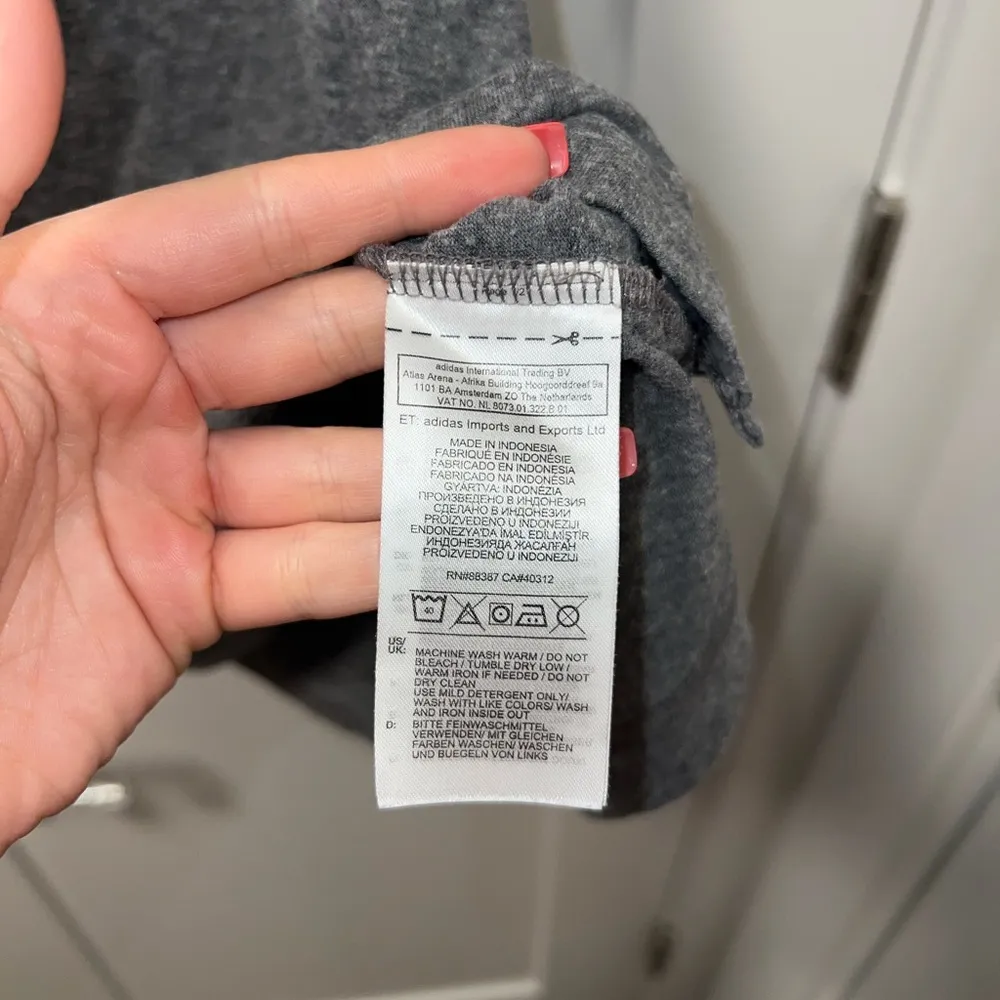 adidas International Trading BV
Atlas Arena - Afrika Building Hoogoorddreef 9a
1101 BA Amsterdam ZO The Netherlands
VAT NO. NL 8073.01.322.B.01
ET: adidas Imports and Exports Ltd
MADE IN INDONESIA
FABRIQUÉ EN INDONÉSIE
FABRICADO EN INDONESIA
FABRICADO NA INDONÉSIA
GYÁRTVA: INDONÉZIA
ПРОИЗВЕДЕНО В ИНДОНЕЗИЯ
СДЕЛАНО В ИНДОНЕЗИИ
PROIZVEDENO U INDONEZIJI
ENDONEZYA'DA İMAL EDİLMİŞTİR
ИНДОНЕЗИЯДА ЖАСАЛҒАН
PROIZVEDENO U INDONEZIJI
RN#88387 CA#40312
40
US/
UK: MACHINE WASH WARM / DO NOT
BLEACH / TUMBLE DRY LOW /
WARM IRON IF NEEDED / DO NOT
DRY CLEAN
USE MILD DETERGENT ONLY/
WASH WITH LIKE COLORS/ WASH
AND IRON INSIDE OUT
D: BITTE FEINWASCHMITTEL
VERWENDEN/ MIT GLEICHEN
FARBEN WASCHEN/ WASCHEN
UND BUEGELN VON LINKS